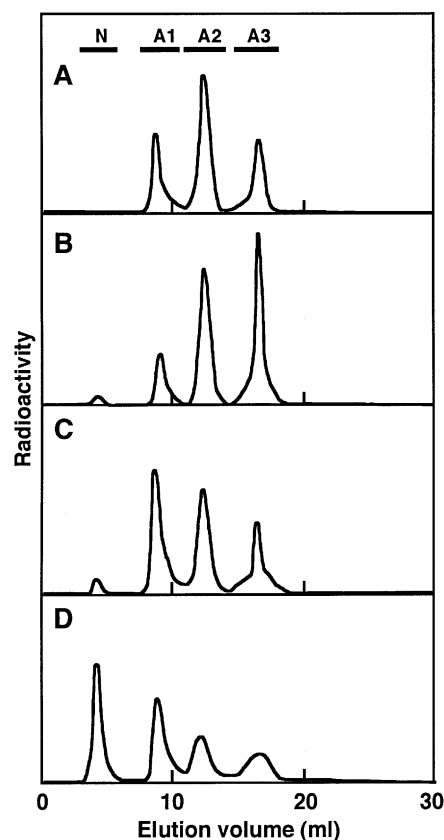 N A1 A2 A3
A
B
C
D
Radioactivity
0 10 20 30
Elution volume (ml)